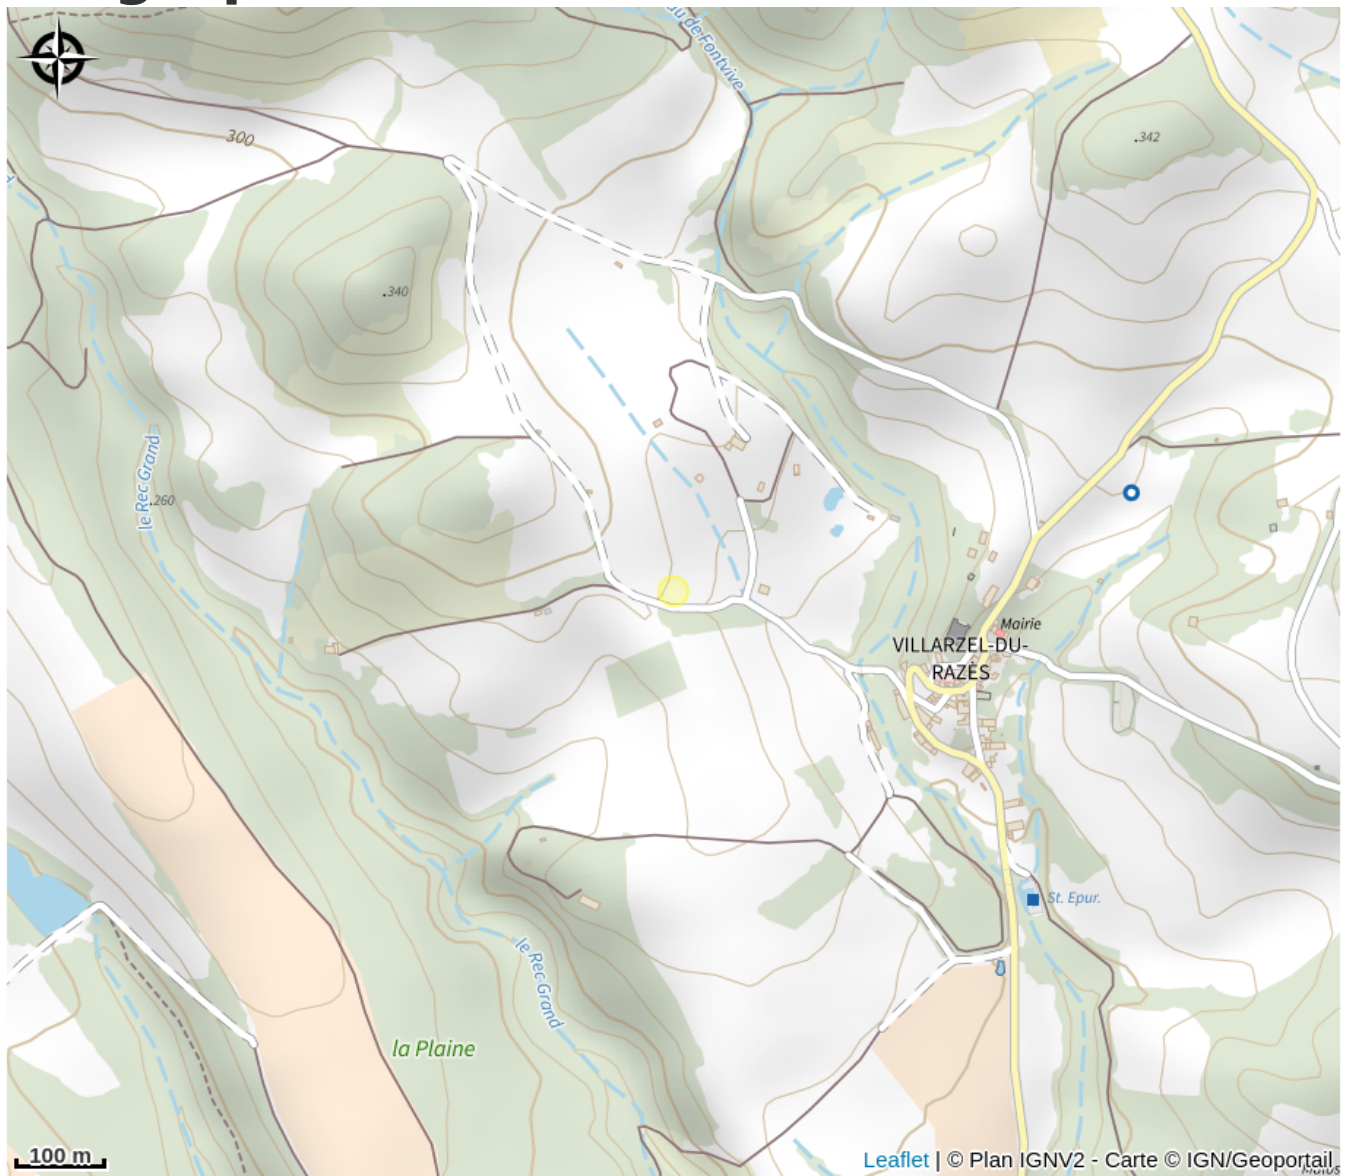 de Fontvive
300
342
340
le Rec Grand
260
Mairie
VILLARZEL-DU-
RAZÈS
St. Epur.
le Rec Grand
la Plaine
100 m
Leaflet | © Plan IGNV2 - Carte © IGN/Geoportail